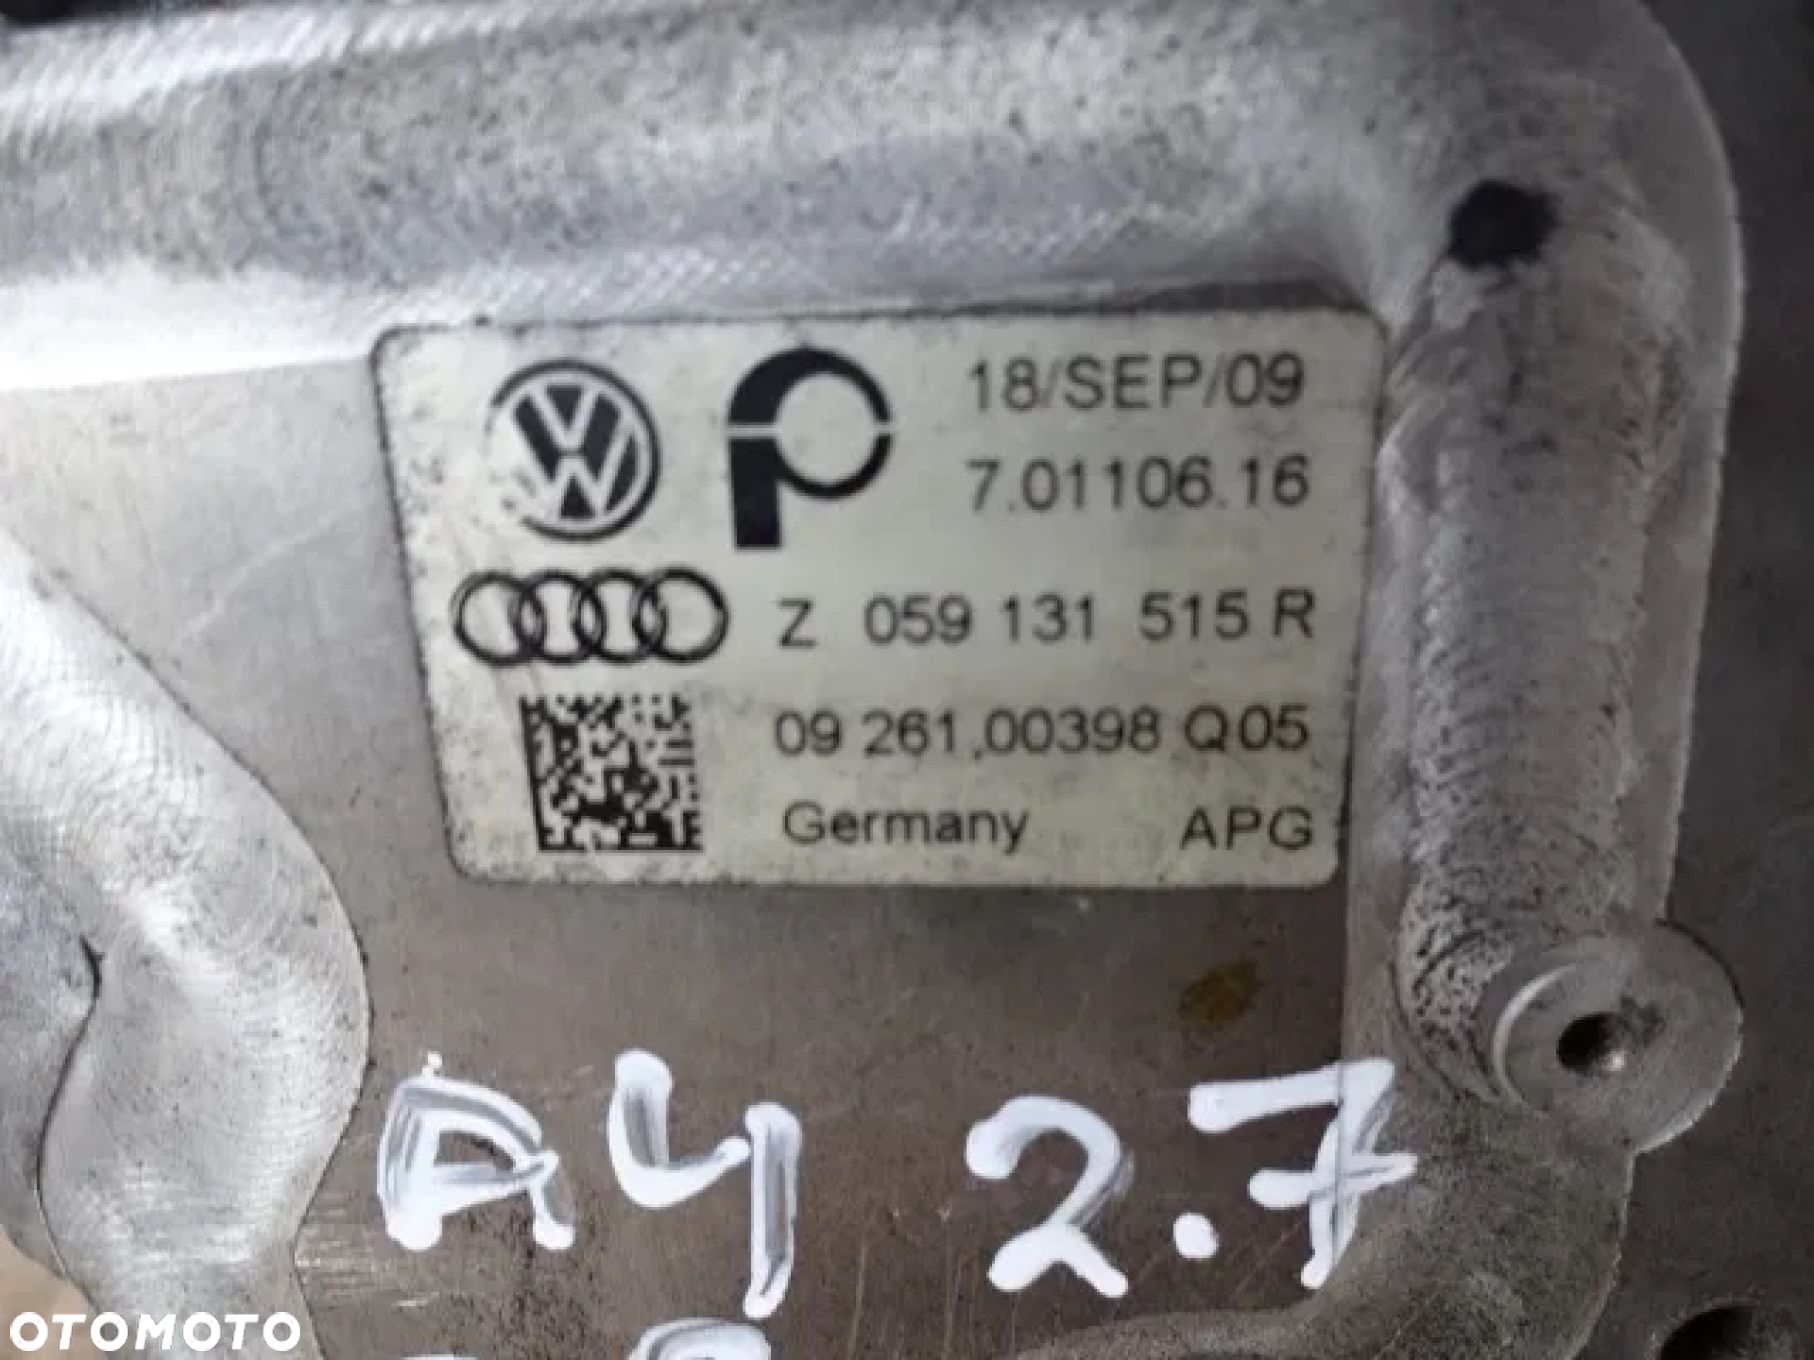 18/SEP/09
7.01106.16
Z 059 131 515 R
09 261 00398 Q05
Germany APG
A4 2.7
OTOMOTO